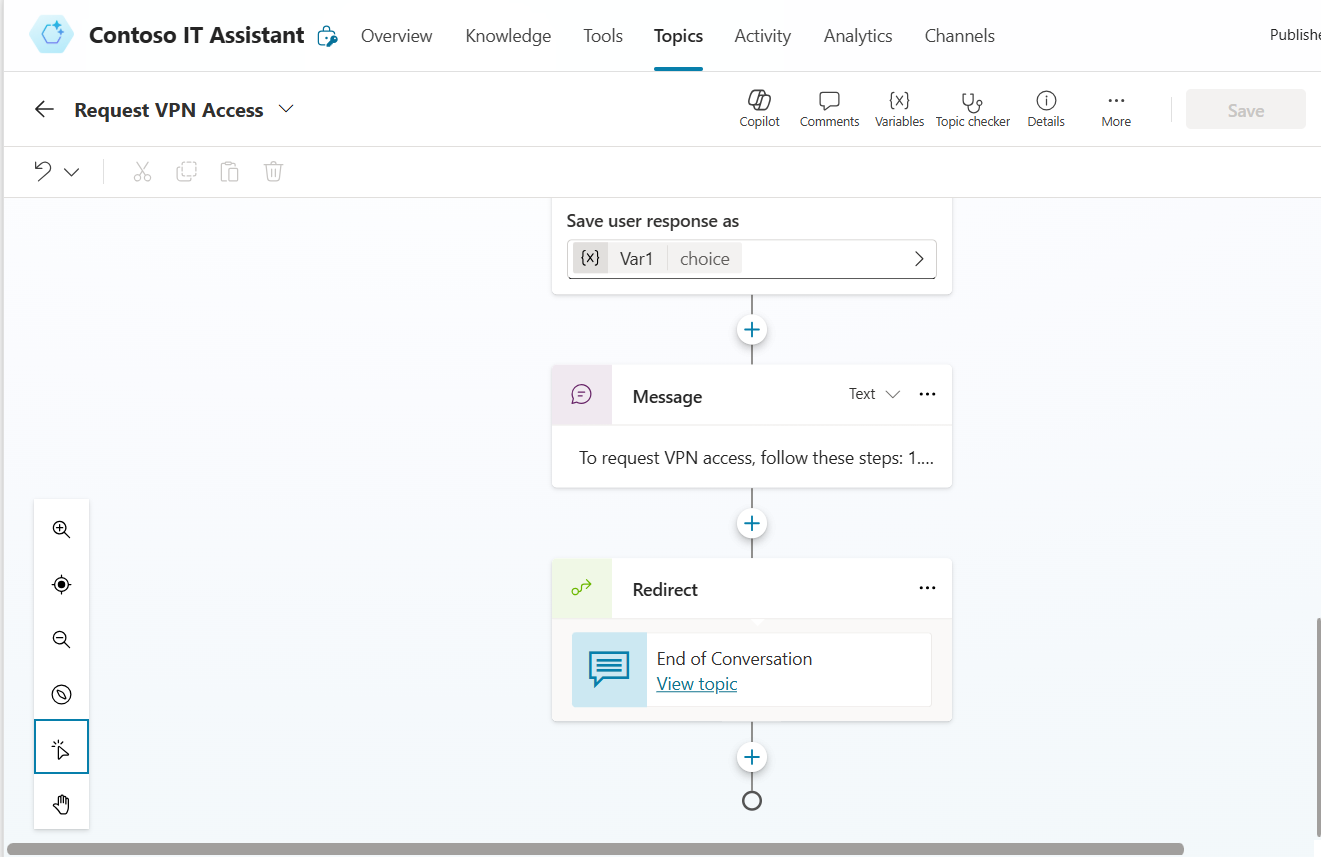 Contoso IT Assistant Overview Knowledge Tools Topics Activity Analytics Channels Publishe
Request VPN Access Copilot Comments {x} Variables Topic checker Details More Save
Save user response as
{x} Var1 choice
Message Text
To request VPN access, follow these steps: 1....
Redirect
End of Conversation
View topic